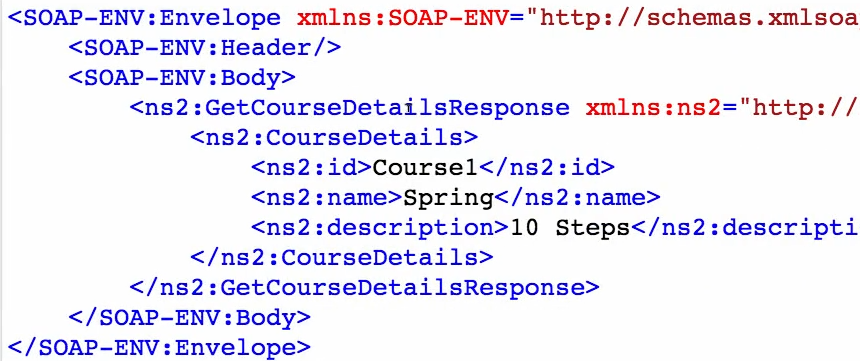 <SOAP-ENV:Envelope xmlns:SOAP-ENV="http://schemas.xmlsoa
<SOAP-ENV:Header/>
<SOAP-ENV:Body>
<ns2:GetCourseDetailsResponse xmlns:ns2="http://
<ns2:CourseDetails>
<ns2:id>Course1</ns2:id>
<ns2:name>Spring</ns2:name>
<ns2:description>10 Steps</ns2:descripti
</ns2:CourseDetails>
</ns2:GetCourseDetailsResponse>
</SOAP-ENV:Body>
</SOAP-ENV:Envelope>